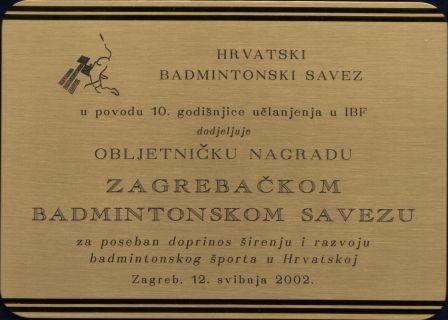 HRVATSKI
BADMINTONSKI SAVEZ
u povodu 10. godišnjice učlanjenja u IBF
dodjeljuje
OBLJETNIČKU NAGRADU
ZAGREBAČKOM
BADMINTONSKOM SAVEZU
za poseban doprinos širenju i razvoju
badmintonskog športa u Hrvatskoj
Zagreb, 12. svibnja 2002.